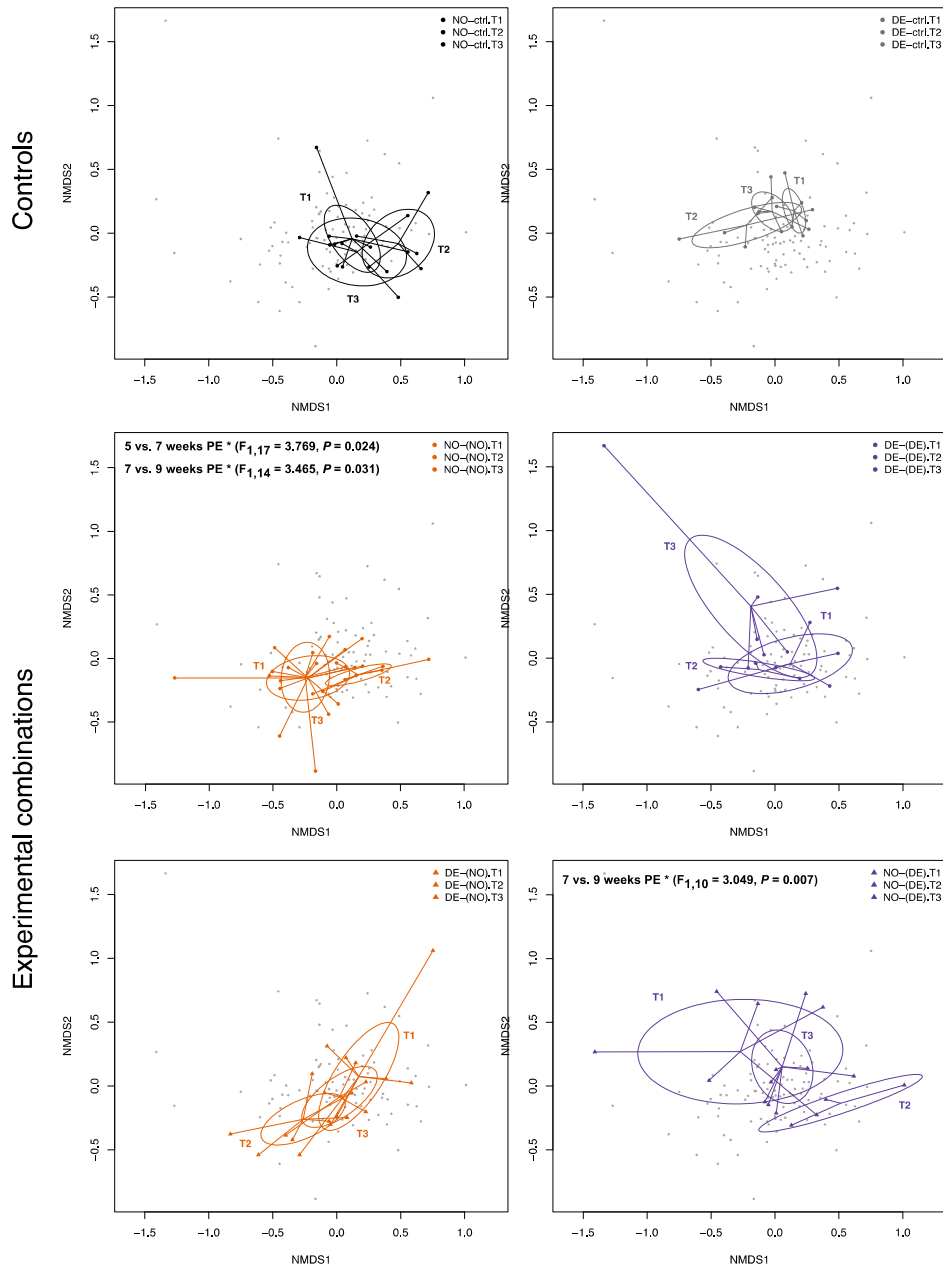 Controls
NO−ctrl.T1
NO−ctrl.T2
NO−ctrl.T3
T1
T2
T3
NMDS2
1.5
1.0
0.5
0.0
−0.5
−1.5 −1.0 −0.5 0.0 0.5 1.0
NMDS1
DE−ctrl.T1
DE−ctrl.T2
DE−ctrl.T3
T1
T3
T2
NMDS2
1.5
1.0
0.5
0.0
−0.5
−1.5 −1.0 −0.5 0.0 0.5 1.0
NMDS1
Experimental combinations
5 vs. 7 weeks PE * (F1,17 = 3.769, P = 0.024)
7 vs. 9 weeks PE * (F1,14 = 3.465, P = 0.031)
NO−(NO).T1
NO−(NO).T2
NO−(NO).T3
T1
T2
T3
NMDS2
1.5
1.0
0.5
0.0
−0.5
−1.5 −1.0 −0.5 0.0 0.5 1.0
NMDS1
DE−(DE).T1
DE−(DE).T2
DE−(DE).T3
T3
T1
T2
NMDS2
1.5
1.0
0.5
0.0
−0.5
−1.5 −1.0 −0.5 0.0 0.5 1.0
NMDS1
DE−(NO).T1
DE−(NO).T2
DE−(NO).T3
T1
T2
T3
NMDS2
1.5
1.0
0.5
0.0
−0.5
−1.5 −1.0 −0.5 0.0 0.5 1.0
NMDS1
7 vs. 9 weeks PE * (F1,10 = 3.049, P = 0.007)
NO−(DE).T1
NO−(DE).T2
NO−(DE).T3
T1
T3
T2
NMDS2
1.5
1.0
0.5
0.0
−0.5
−1.5 −1.0 −0.5 0.0 0.5 1.0
NMDS1